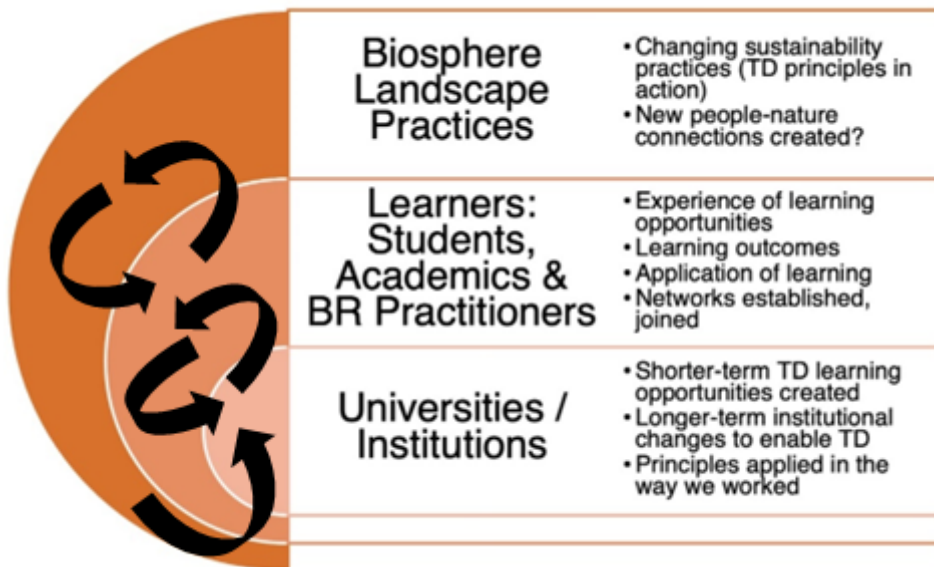 Biosphere
Landscape
Practices
• Changing sustainability
practices (TD principles in
action)
• New people-nature
connections created?
Learners:
Students,
Academics &
BR Practitioners
• Experience of learning
opportunities
• Learning outcomes
• Application of learning
• Networks established,
joined
Universities /
Institutions
• Shorter-term TD learning
opportunities created
• Longer-term institutional
changes to enable TD
• Principles applied in the
way we worked